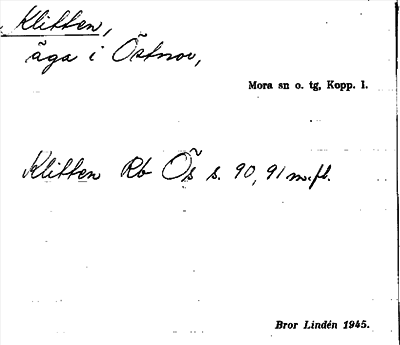 Klitten,
äga i Östnor,
Mora sn o. tg, Kopp. l.
Klitten Rb Ös s. 90, 91 m.fl.
Bror Lindén 1945.